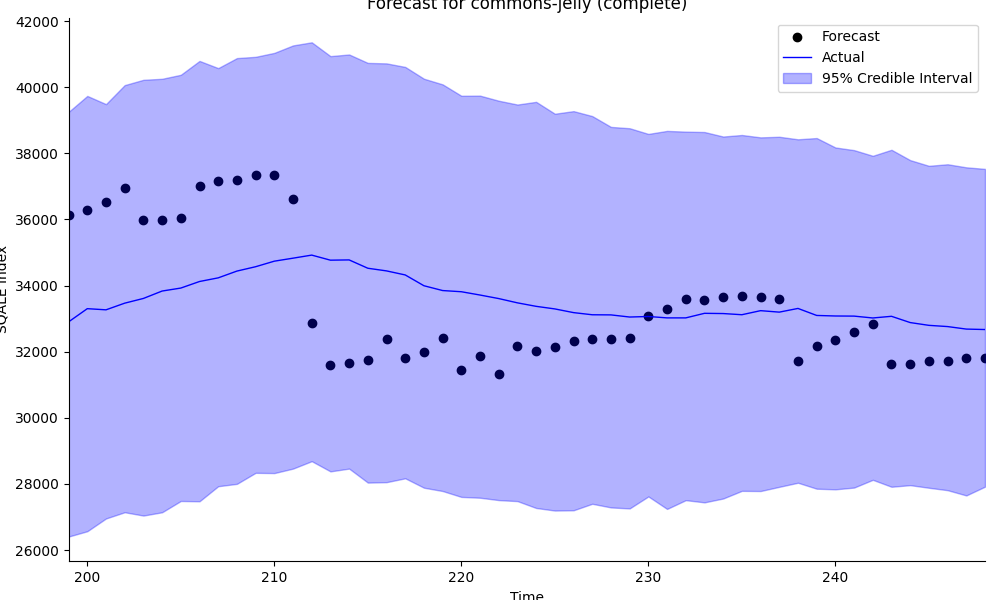 Forecast for commons-jelly (complete)
42000
40000
38000
36000
34000
32000
30000
28000
26000
SQALE Index
200
210
220
230
240
Time
Forecast
Actual
95% Credible Interval